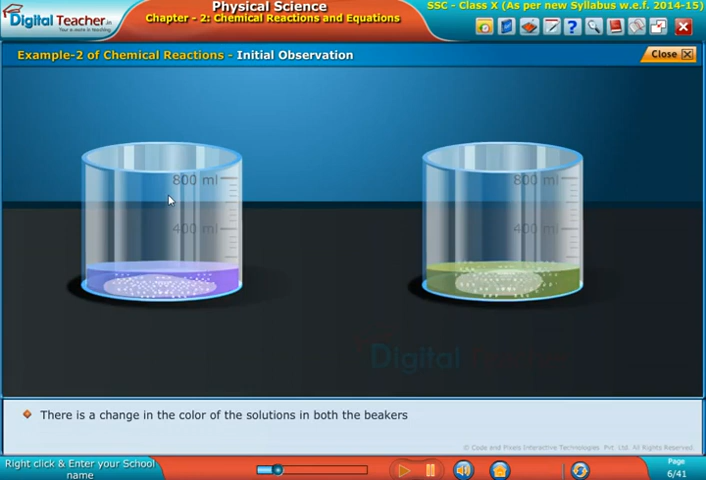 Digital Teacher.in
Your e-mate in teaching
Physical Science
Chapter - 2: Chemical Reactions and Equations
SSC - Class X (As per new Syllabus w.e.f. 2014-15)
Example-2 of Chemical Reactions - Initial Observation
Close
800 ml
400 ml
800 ml
400 ml
Digital Teacher.in
There is a change in the color of the solutions in both the beakers
© Code and Pixels Interactive Technologies Pvt. Ltd. All Rights Reserved.
Right click & Enter your School
name
Page
6/41